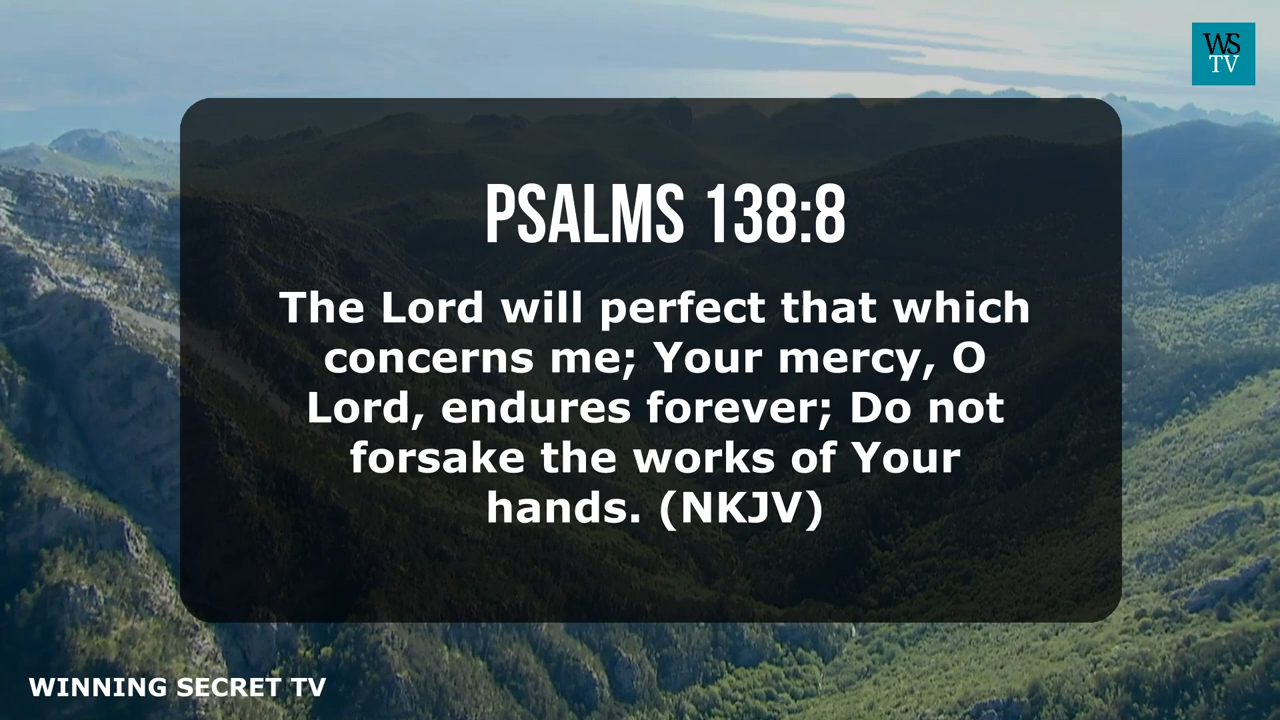 WS
TV
PSALMS 138:8
The Lord will perfect that which
concerns me; Your mercy, O
Lord, endures forever; Do not
forsake the works of Your
hands. (NKJV)
WINNING SECRET TV